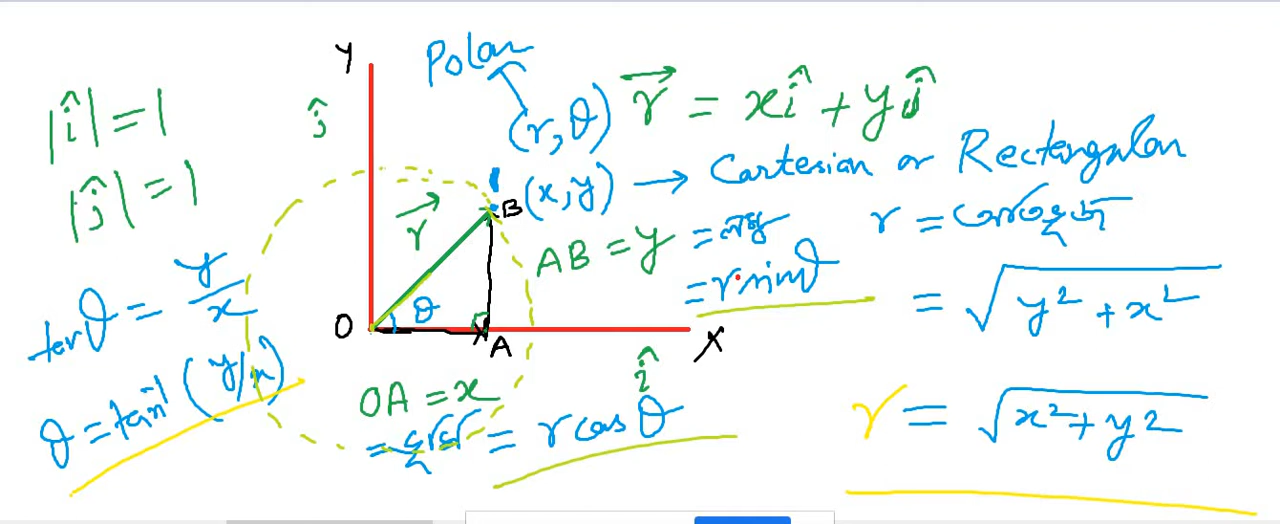 Y
Polar
|î| = 1
ĵ
(r, θ)
r⃗ = xî + yĵ
|ĵ| = 1
(x, y) → Cartesian or Rectangular
r⃗
B
AB = y = লম্ব
= r sinθ
r =
= √(y² + x²)
tanθ = y/x
θ
O
A
X
î
OA = x
= ভূমি = r cosθ
θ = tan⁻¹(y/x)
r = √(x² + y²)